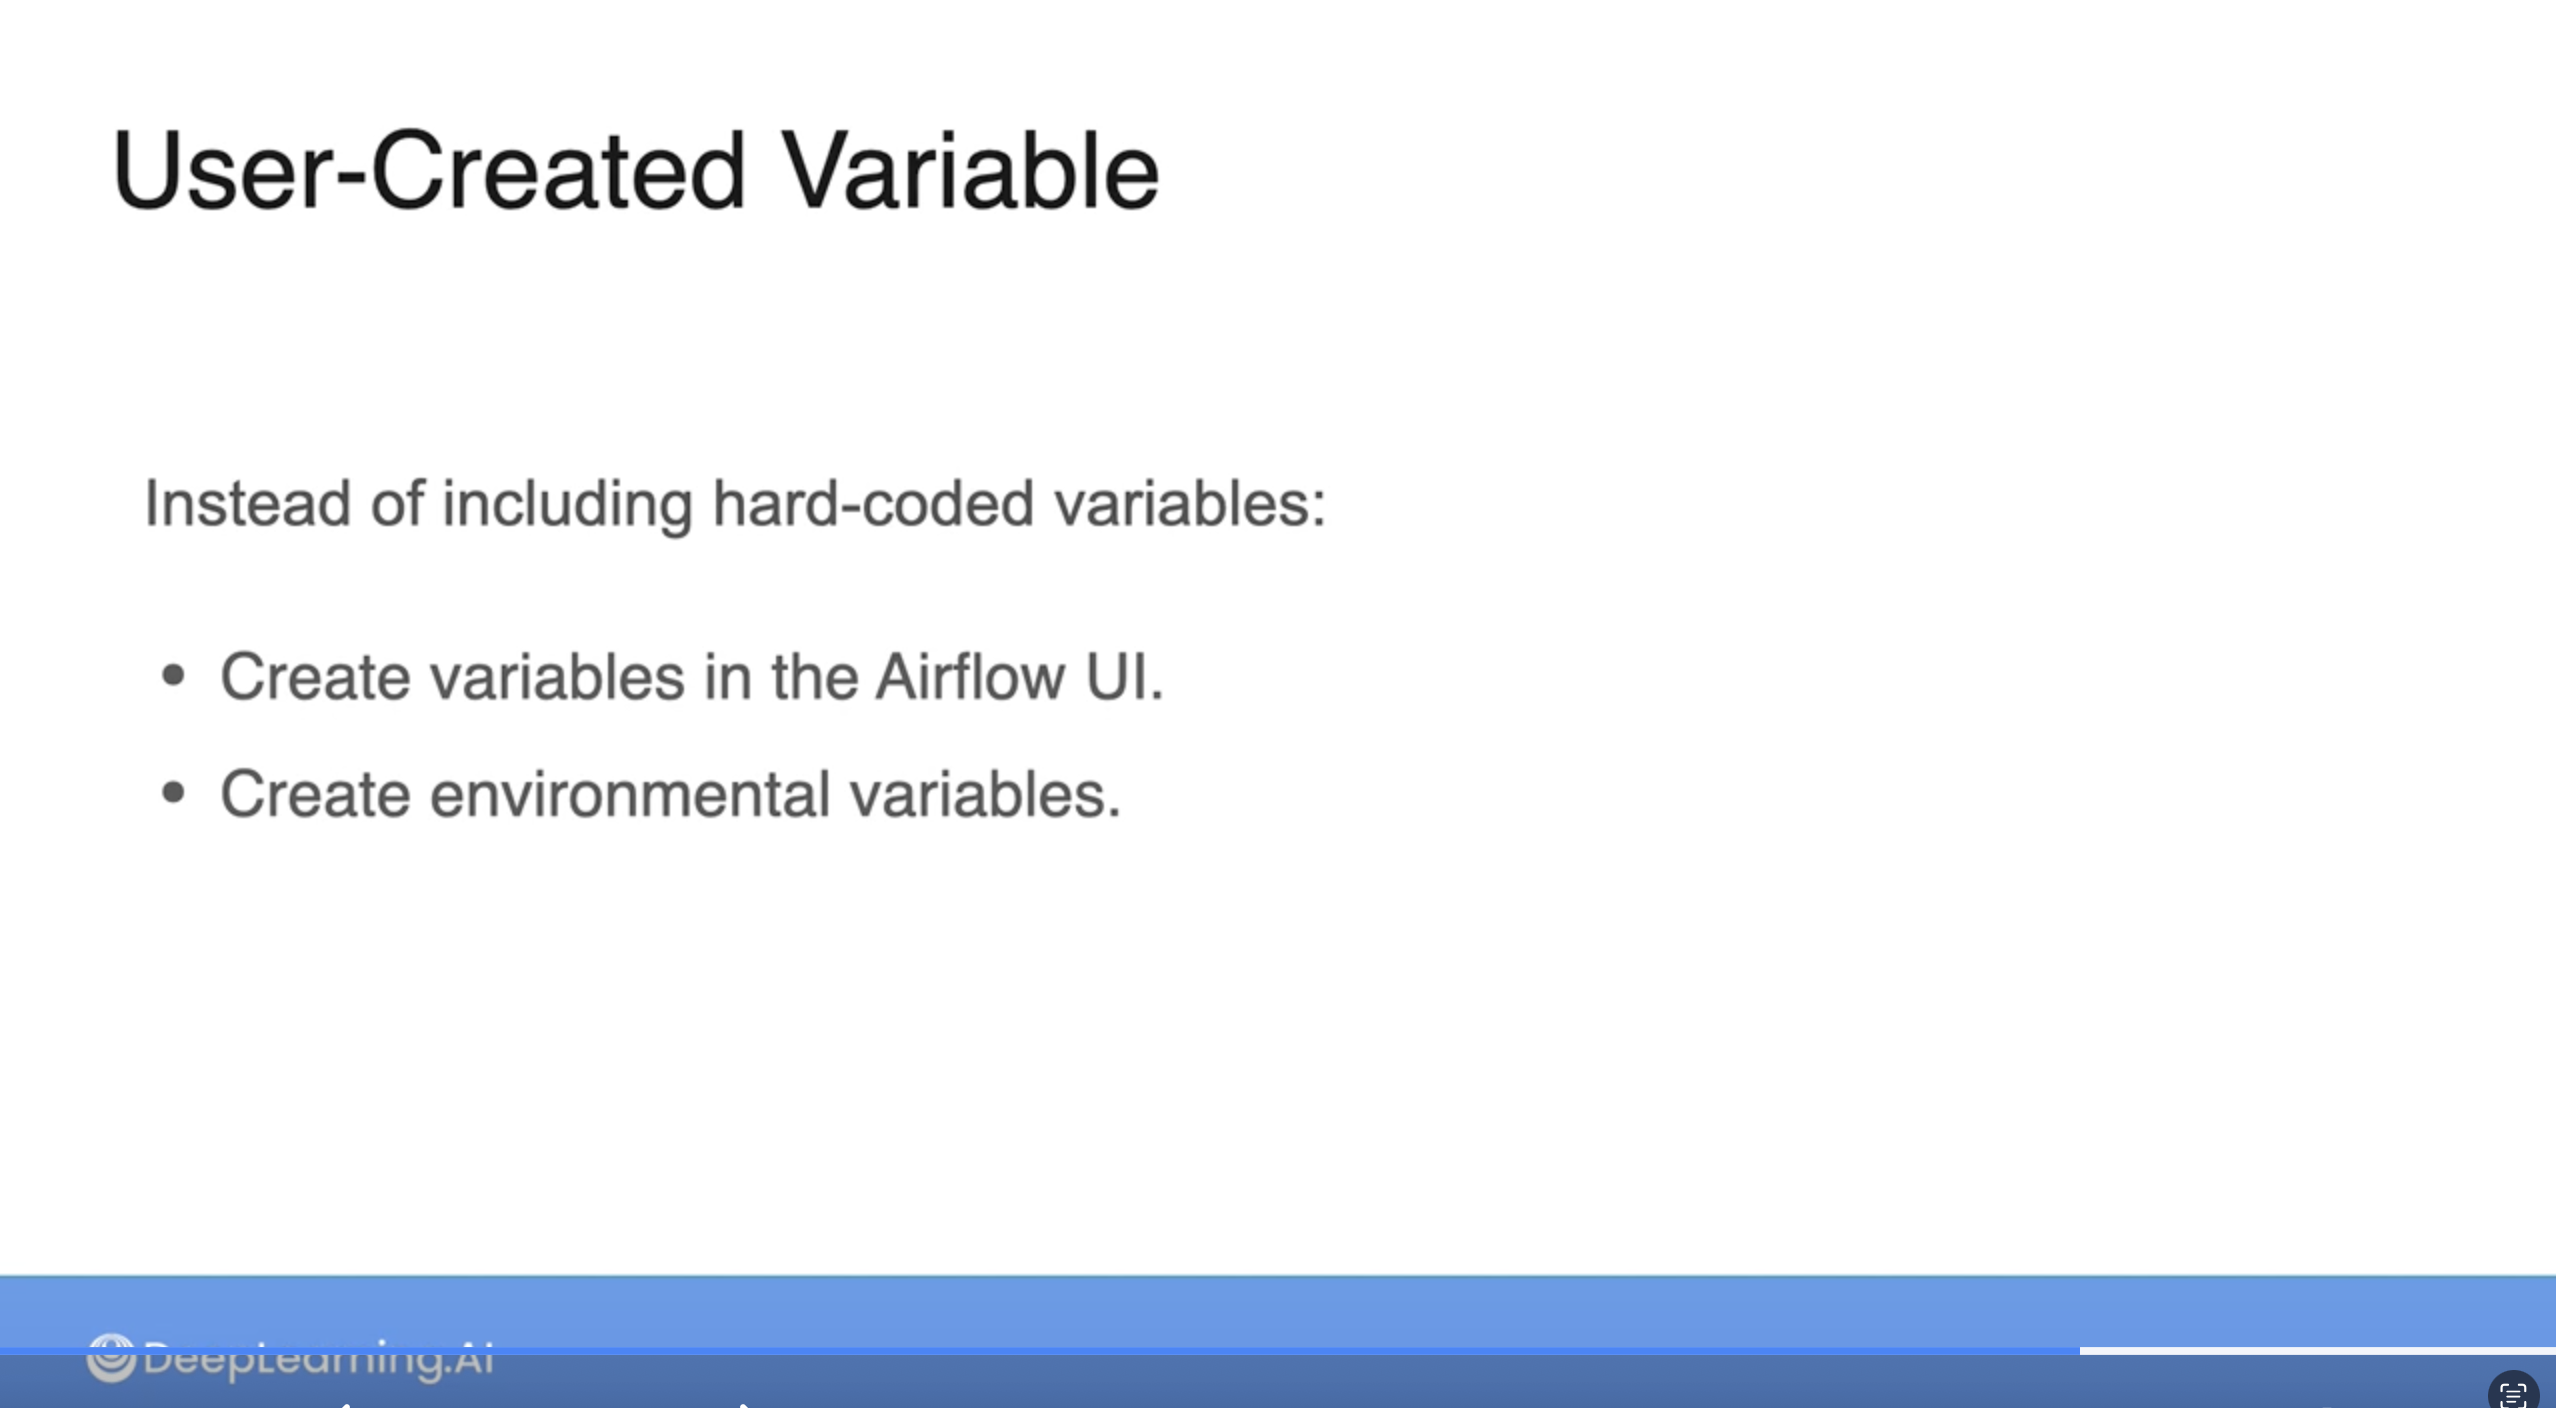 User-Created Variable
Instead of including hard-coded variables:
• Create variables in the Airflow UI.
• Create environmental variables.
DeepLearning.AI